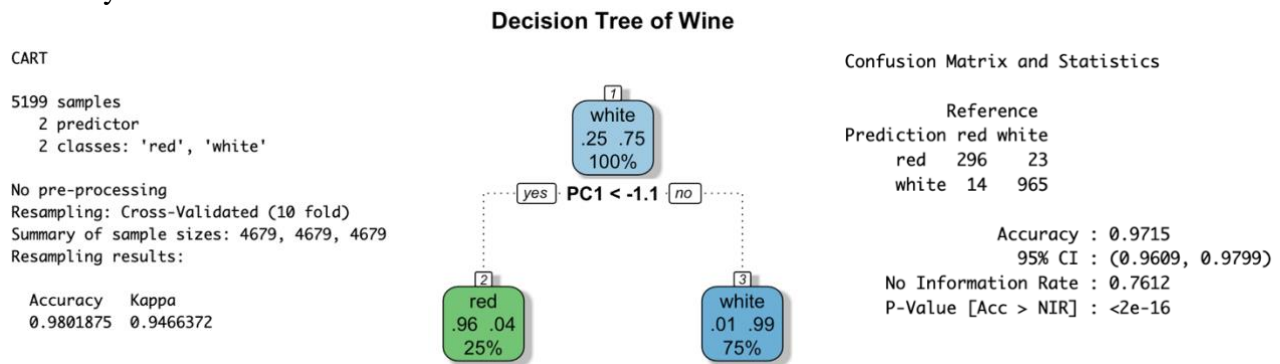 Decision Tree of Wine
CART
5199 samples
2 predictor
2 classes: 'red', 'white'
No pre-processing
Resampling: Cross-Validated (10 fold)
Summary of sample sizes: 4679, 4679, 4679
Resampling results:
Accuracy Kappa
0.9801875 0.9466372
1
white
.25 .75
100%
yes PC1 < -1.1 no
2
red
.96 .04
25%
3
white
.01 .99
75%
Confusion Matrix and Statistics
Reference
Prediction red white
red 296 23
white 14 965
Accuracy : 0.9715
95% CI : (0.9609, 0.9799)
No Information Rate : 0.7612
P-Value [Acc > NIR] : <2e-16